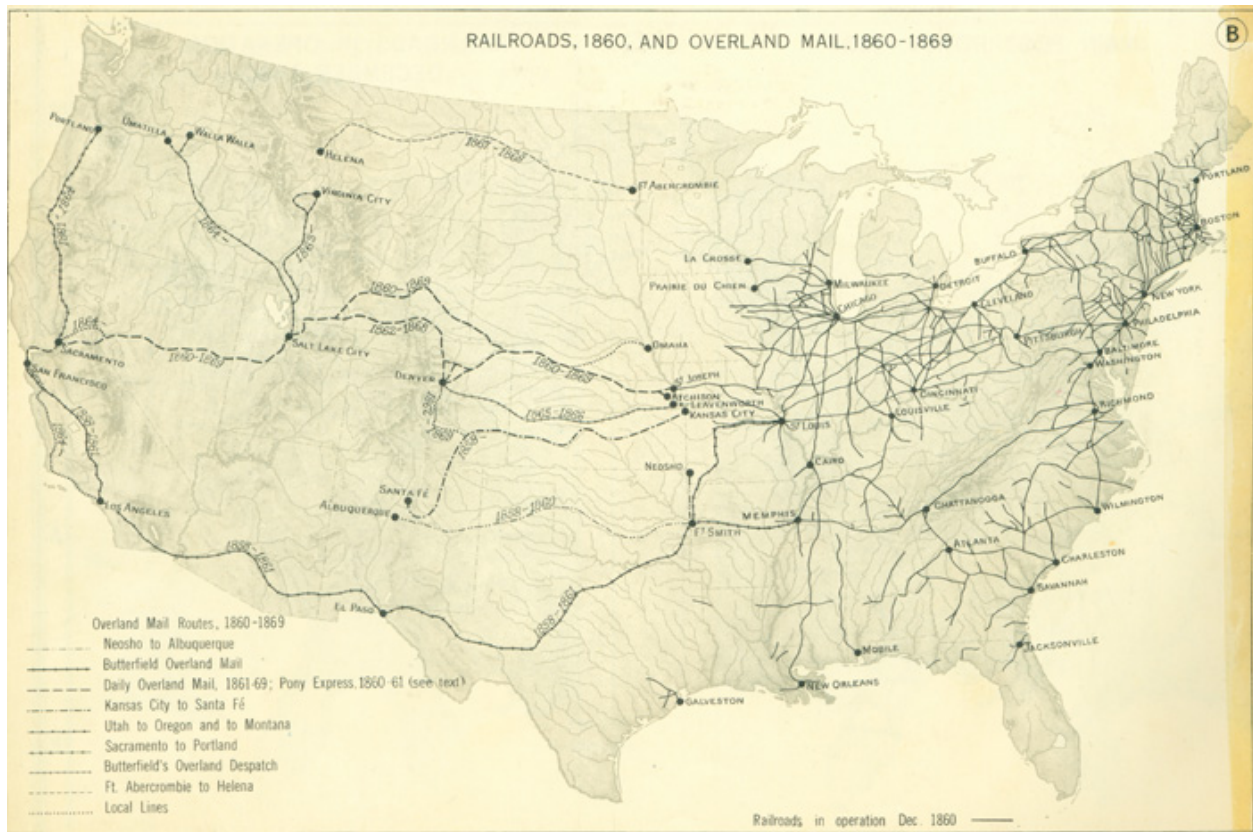 RAILROADS, 1860, AND OVERLAND MAIL, 1860-1869
B
PORTLAND
UMATILLA
WALLA WALLA
HELENA
FT ABERCROMBIE
VIRGINIA CITY
1864-
1863-
PORTLAND
BOSTON
BUFFALO
LA CROSSE
PRAIRIE DU CHIEN
MILWAUKEE
CHICAGO
DETROIT
CLEVELAND
NEW YORK
PITTSBURGH
PHILADELPHIA
BALTIMORE
WASHINGTON
1860-1869
1862-1868
1864
SACRAMENTO
SALT LAKE CITY
SAN FRANCISCO
OMAHA
DENVER
ST JOSEPH
ATCHISON
LEAVENWORTH
KANSAS CITY
ST LOUIS
CINCINNATI
LOUISVILLE
RICHMOND
1858-1861
NEOSHO
CAIRO
SANTA FÉ
ALBUQUERQUE
1858-1860
LOS ANGELES
FT SMITH
MEMPHIS
CHATTANOOGA
WILMINGTON
ATLANTA
CHARLESTON
SAVANNAH
1858-1861
EL PASO
1858-1861
MOBILE
JACKSONVILLE
NEW ORLEANS
GALVESTON
Overland Mail Routes, 1860-1869
Neosho to Albuquerque
Butterfield Overland Mail
Daily Overland Mail, 1861-69; Pony Express, 1860-61 (see text)
Kansas City to Santa Fé
Utah to Oregon and to Montana
Sacramento to Portland
Butterfield's Overland Despatch
Ft. Abercrombie to Helena
Local Lines
Railroads in operation Dec. 1860